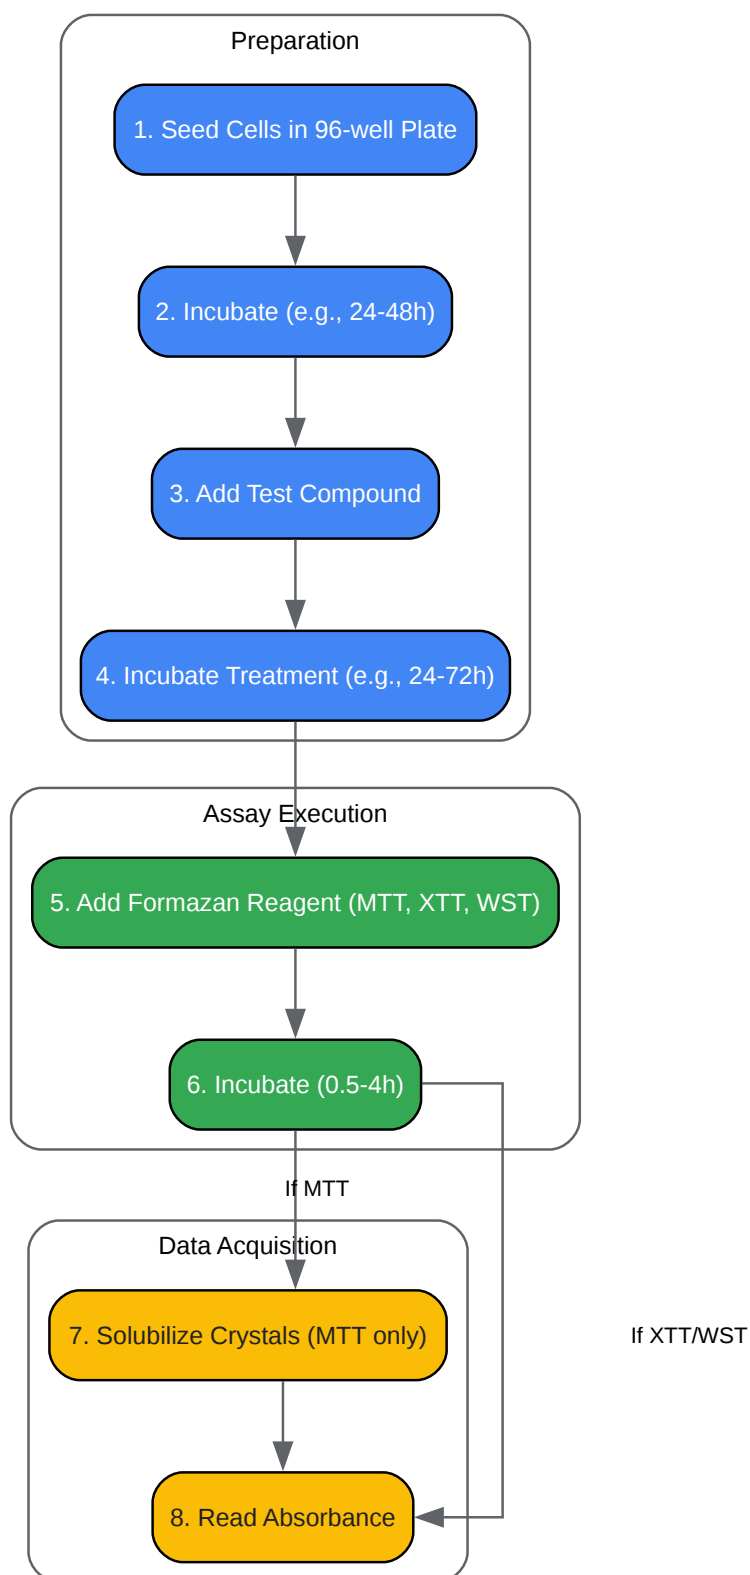 Preparation
1. Seed Cells in 96-well Plate
2. Incubate (e.g., 24-48h)
3. Add Test Compound
4. Incubate Treatment (e.g., 24-72h)
Assay Execution
5. Add Formazan Reagent (MTT, XTT, WST)
6. Incubate (0.5-4h)
If MTT
Data Acquisition
7. Solubilize Crystals (MTT only)
If XTT/WST
8. Read Absorbance